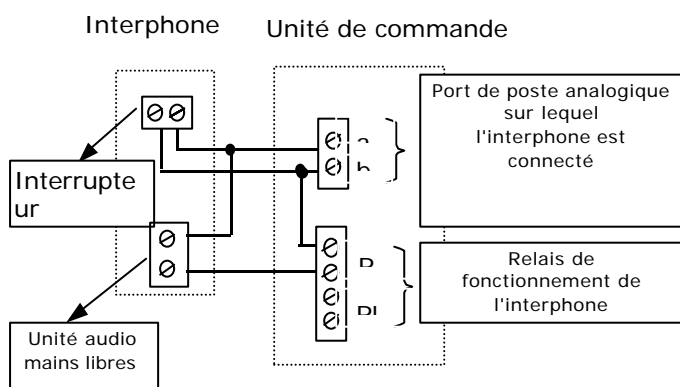 Interphone
Unité de commande
Port de poste analogique
sur lequel
l'interphone est
connecté
Interrupte
ur
Relais de
fonctionnement de
l'interphone
Unité audio
mains libres